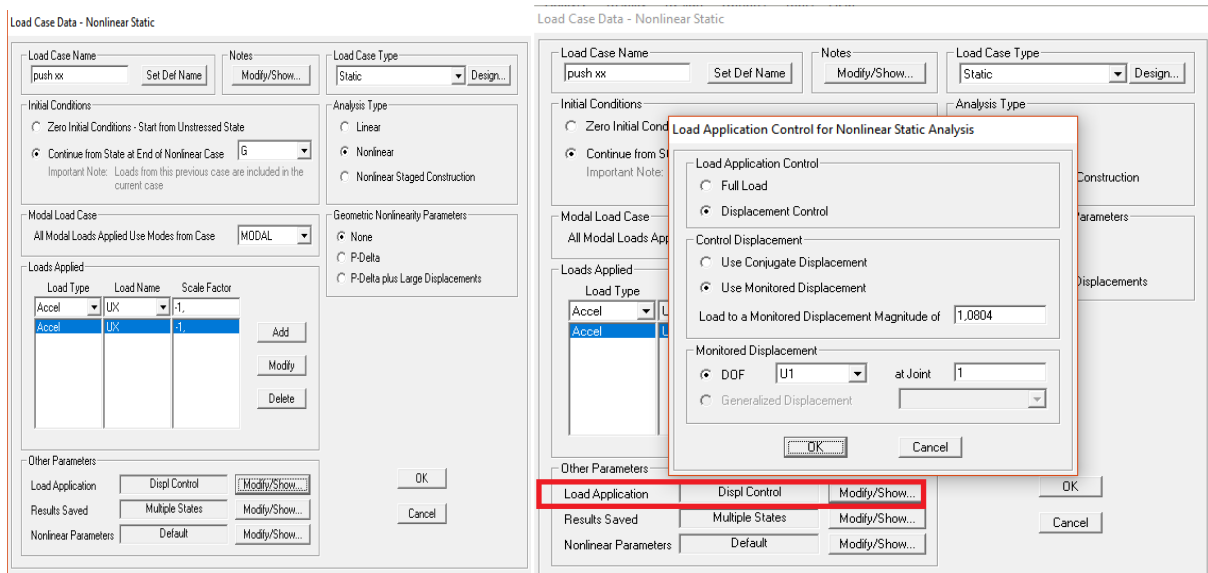 Load Case Data - Nonlinear Static
Load Case Name
push xx
Set Def Name
Notes
Modify/Show...
Load Case Type
Static
Design...
Initial Conditions
Zero Initial Conditions - Start from Unstressed State
Continue from State at End of Nonlinear Case
G
Important Note: Loads from this previous case are included in the
current case
Analysis Type
Linear
Nonlinear
Nonlinear Staged Construction
Modal Load Case
All Modal Loads Applied Use Modes from Case
MODAL
Geometric Nonlinearity Parameters
None
P-Delta
P-Delta plus Large Displacements
Loads Applied
Load Type Load Name Scale Factor
Accel UX -1,
Accel UX -1,
Add
Modify
Delete
Other Parameters
Load Application Displ Control Modify/Show...
Results Saved Multiple States Modify/Show...
Nonlinear Parameters Default Modify/Show...
OK
Cancel
Load Case Data - Nonlinear Static
Load Case Name
push xx
Set Def Name
Notes
Modify/Show...
Load Case Type
Static
Design...
Initial Conditions
Zero Initial Cond
Continue from S
Important Note:
Analysis Type
Construction
Modal Load Case
All Modal Loads App
Parameters
Displacements
Loads Applied
Load Type
Accel
Accel
Load Application Control for Nonlinear Static Analysis
Load Application Control
Full Load
Displacement Control
Control Displacement
Use Conjugate Displacement
Use Monitored Displacement
Load to a Monitored Displacement Magnitude of 1,0804
Monitored Displacement
DOF U1 at Joint 1
Generalized Displacement
OK
Cancel
Other Parameters
Load Application Displ Control Modify/Show...
Results Saved Multiple States Modify/Show...
Nonlinear Parameters Default Modify/Show...
OK
Cancel